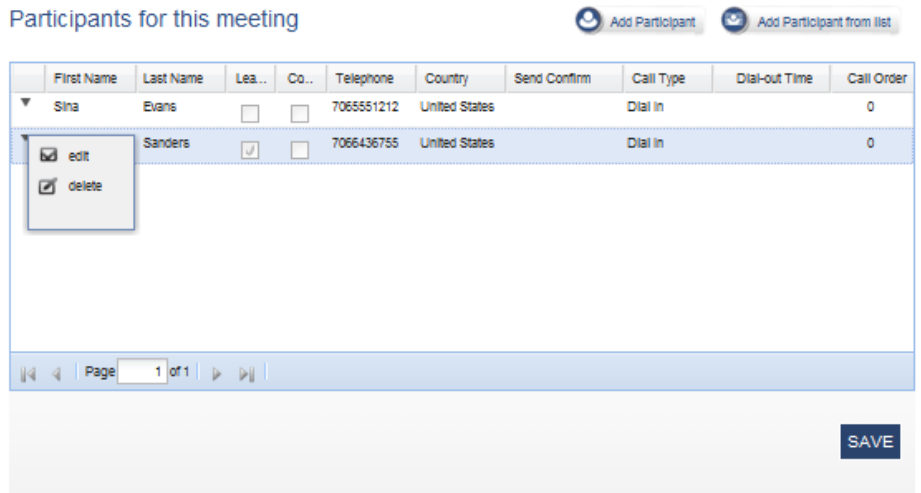 Participants for this meeting
Add Participant
Add Participant from list
First Name Last Name Lea... Co... Telephone Country Send Confirm Call Type Dial-out Time Call Order
Sina Evans 7065551212 United States Dial in 0
Sanders 7066436755 United States Dial in 0
edit
delete
Page 1 of 1
SAVE